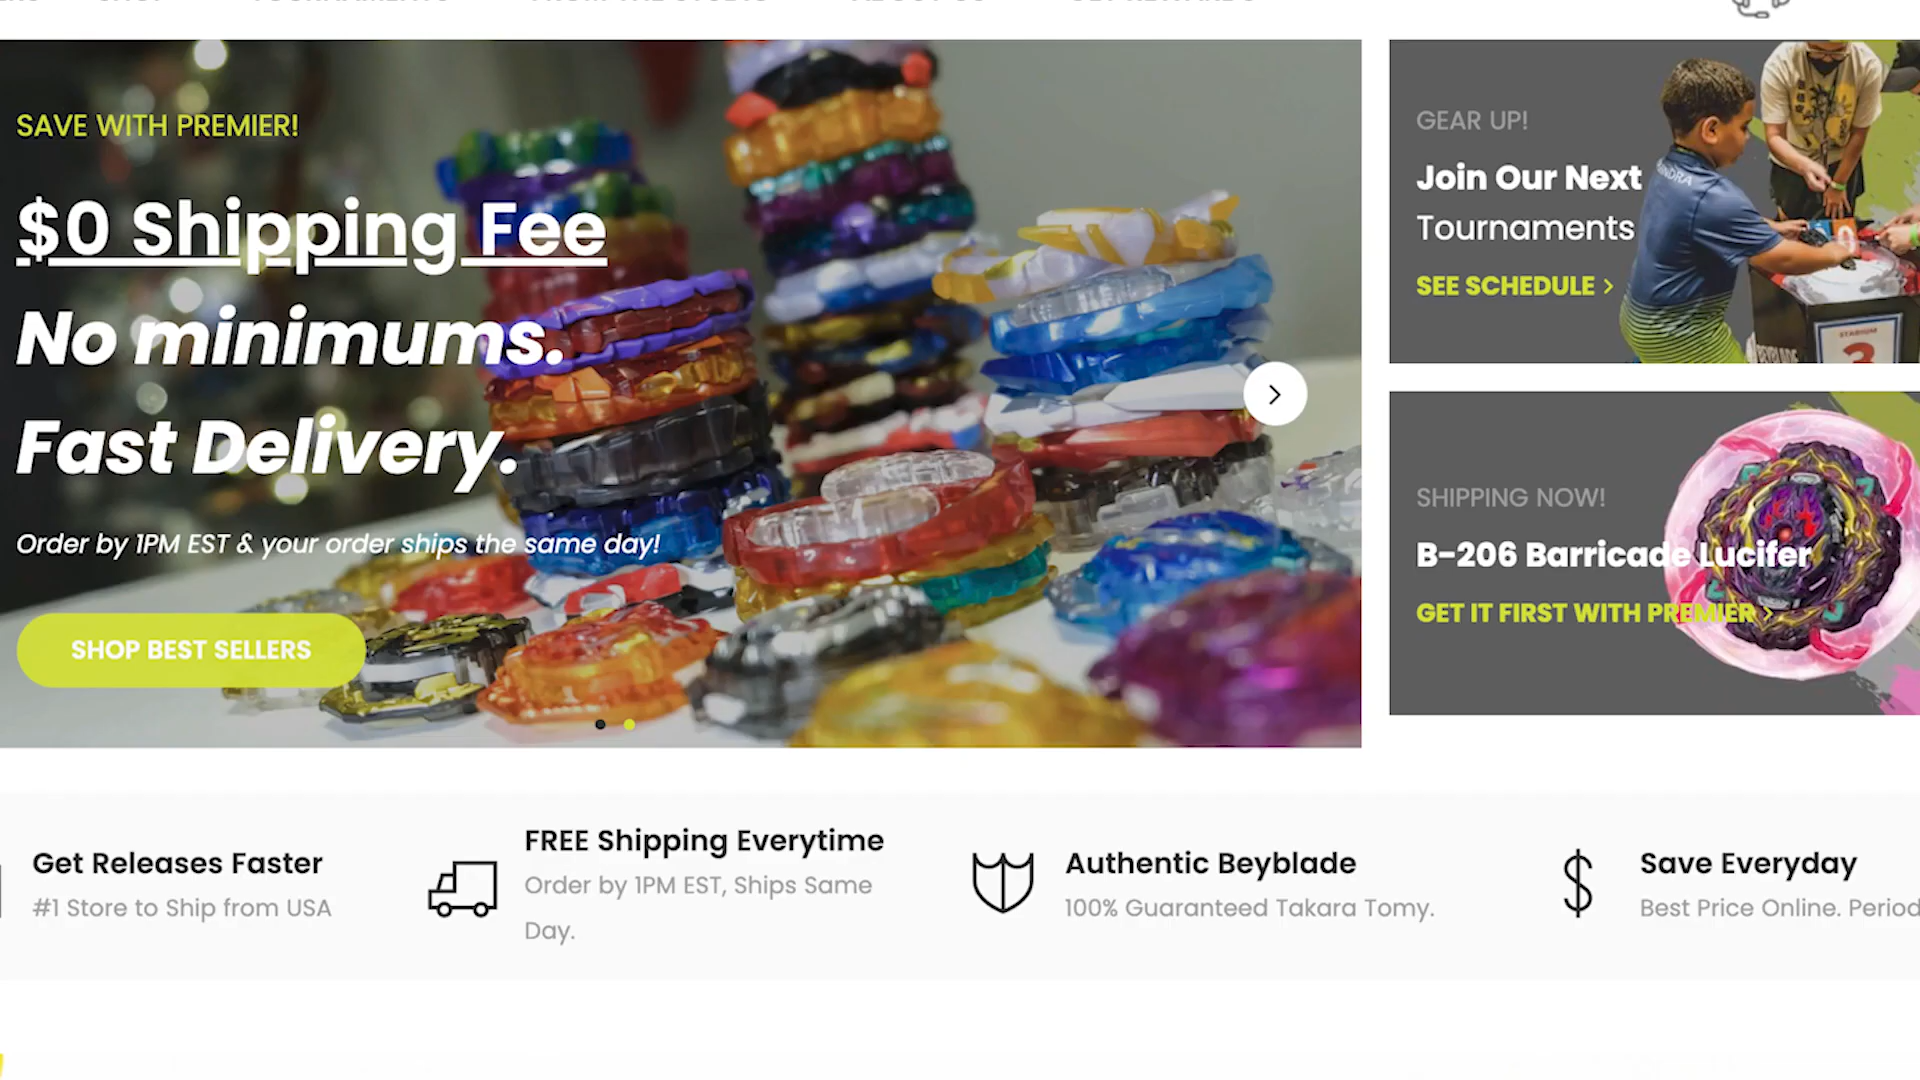 SAVE WITH PREMIER!
$0 Shipping Fee
No minimums.
Fast Delivery.
Order by 1PM EST & your order ships the same day!
SHOP BEST SELLERS
GEAR UP!
Join Our Next
Tournaments
SEE SCHEDULE
STADIUM
3
BEYBLADE
SHIPPING NOW!
B-206 Barricade Lucifer
GET IT FIRST WITH PREMIER
Get Releases Faster
#1 Store to Ship from USA
FREE Shipping Everytime
Order by 1PM EST, Ships Same
Day.
Authentic Beyblade
100% Guaranteed Takara Tomy.
Save Everyday
Best Price Online. Period